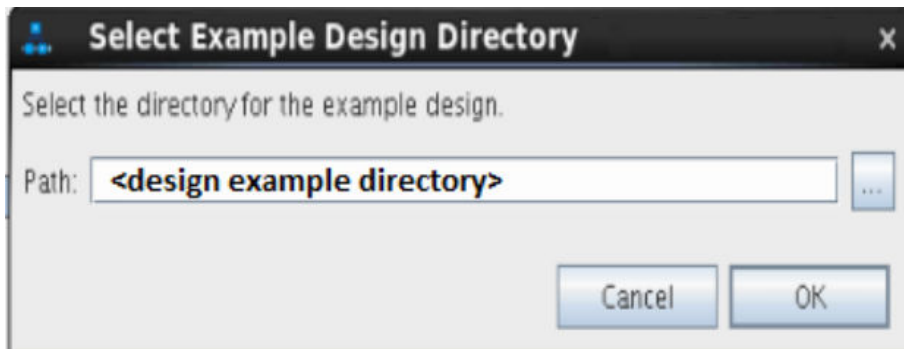 Select Example Design Directory
Select the directory for the example design.
Path: <design example directory> ...
Cancel OK